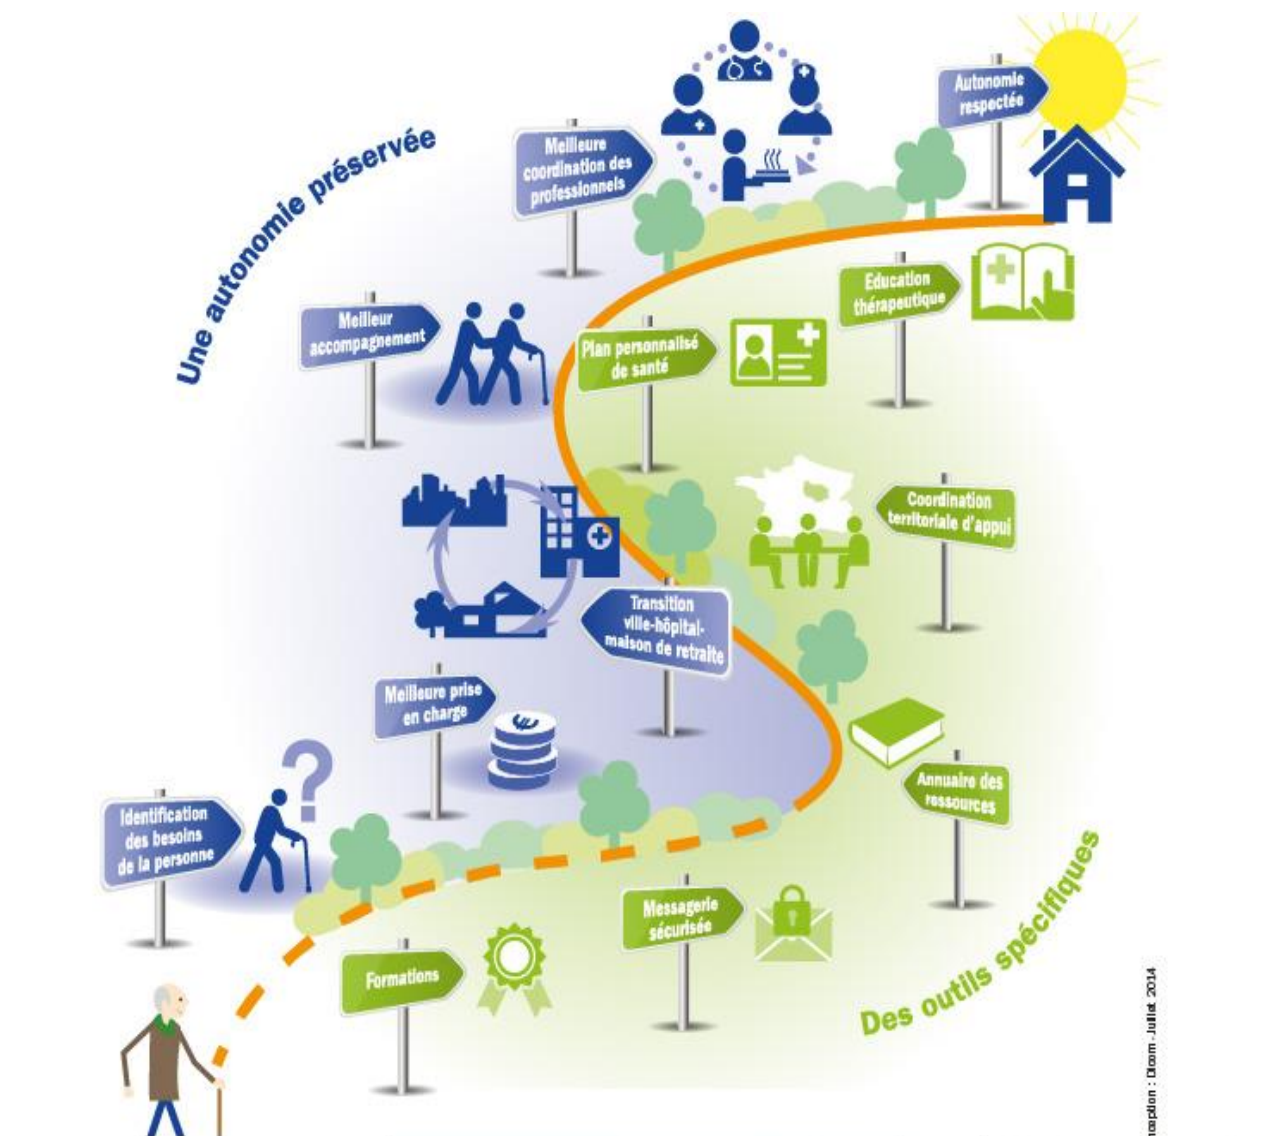 Une autonomie préservée
Meilleure
coordination des
professionnels
Autonomie
respectée
Education
thérapeutique
Meilleur
accompagnement
Plan personnalisé
de santé
Coordination
territoriale d'appui
Transition
ville-hôpital-
maison de retraite
Meilleure prise
en charge
Annuaire des
ressources
Identification
des besoins
de la personne
Messagerie
sécurisée
Formations
Des outils spécifiques
: Dicom - Juillet 2014